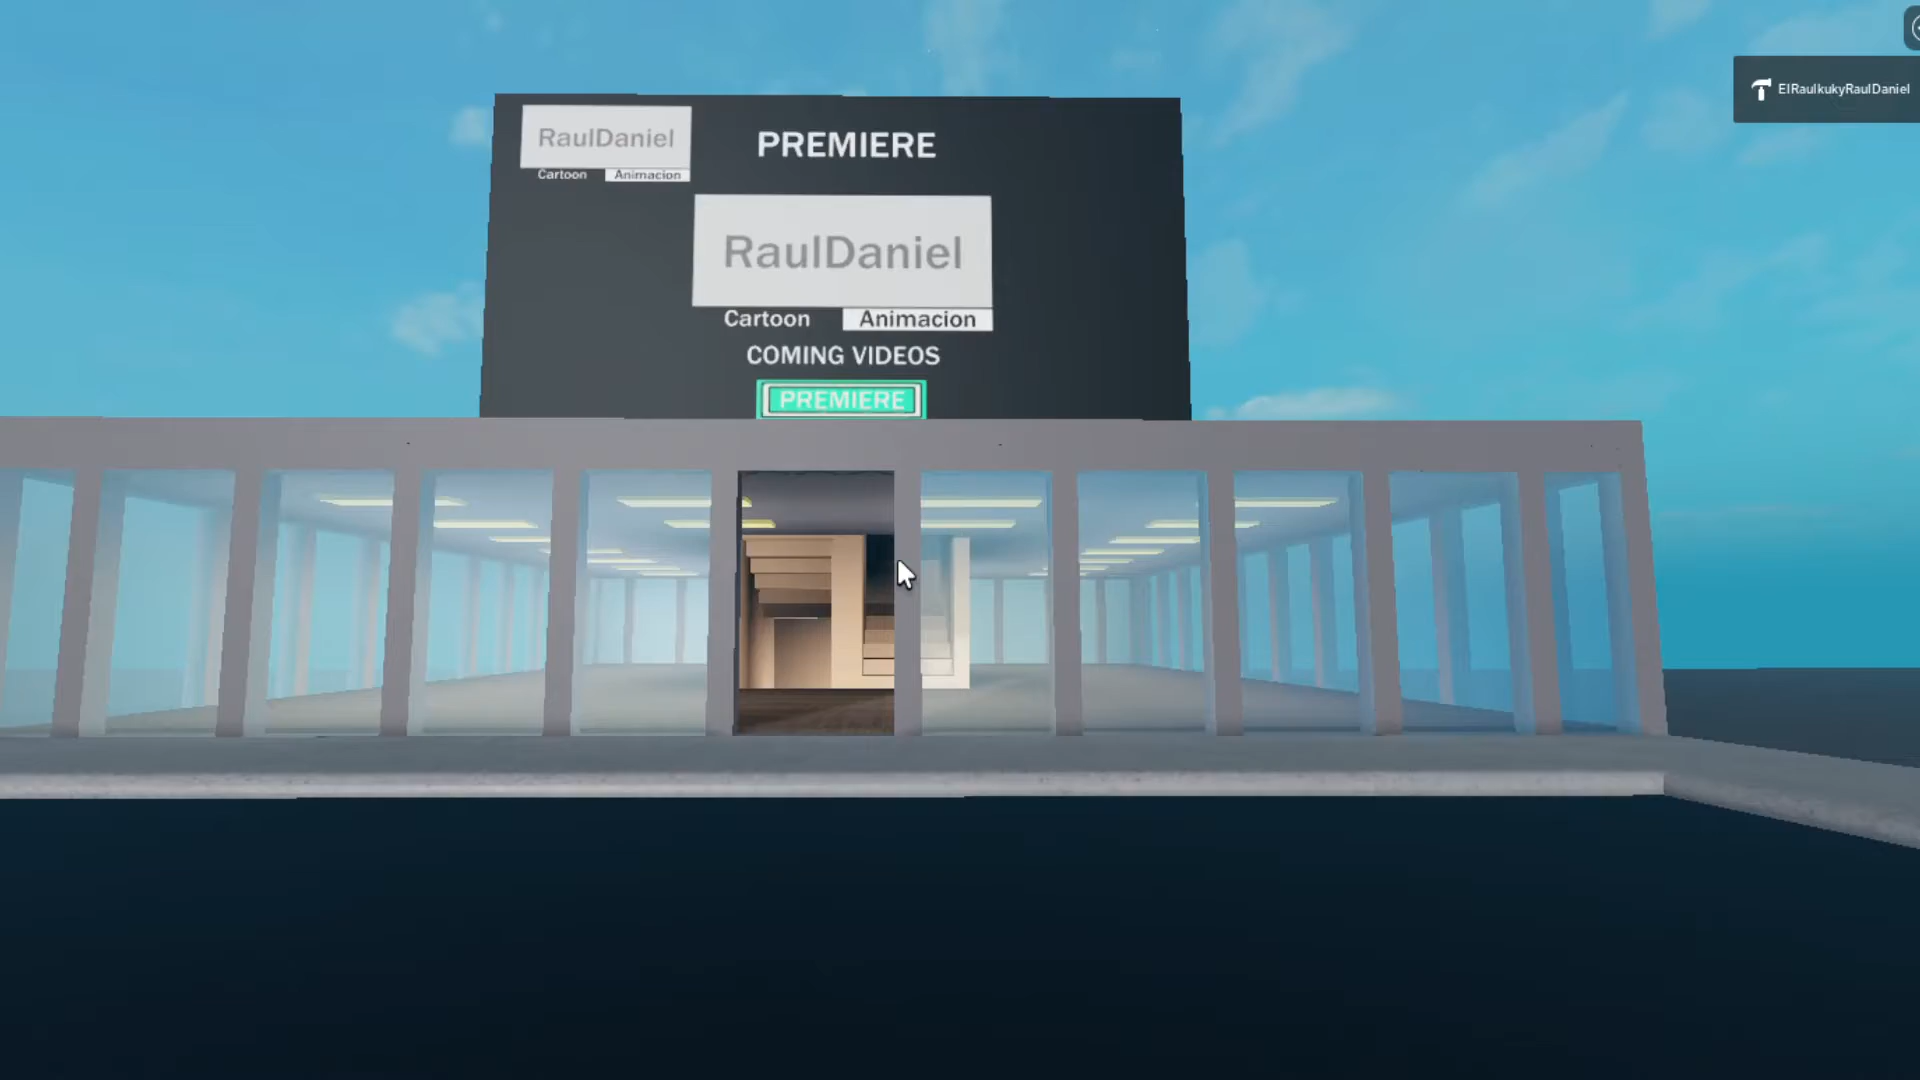 ElRaulkukyRaulDaniel
RaulDaniel
Cartoon Animacion
PREMIERE
RaulDaniel
Cartoon Animacion
COMING VIDEOS
PREMIERE